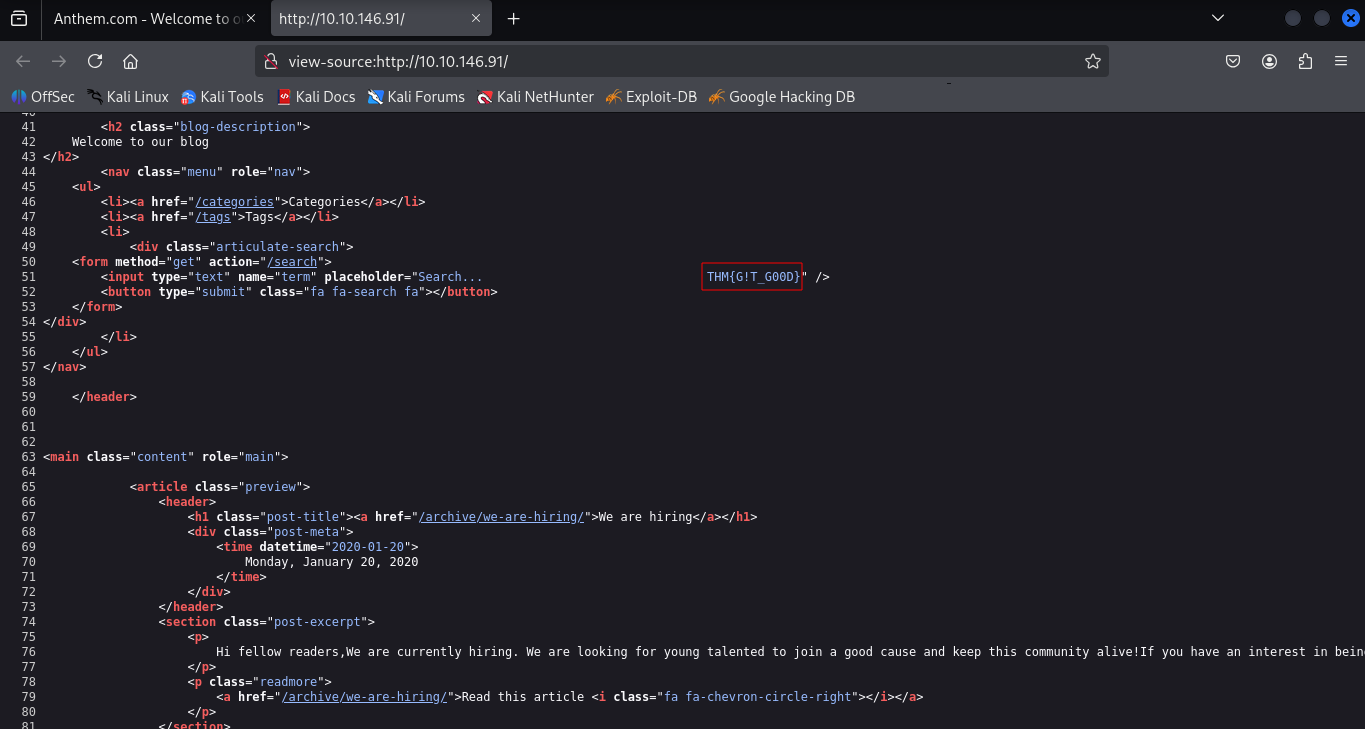 Anthem.com - Welcome to o
http://10.10.146.91/
view-source:http://10.10.146.91/
OffSec Kali Linux Kali Tools Kali Docs Kali Forums Kali NetHunter Exploit-DB Google Hacking DB
41 <h2 class="blog-description">
42 Welcome to our blog
43 </h2>
44 <nav class="menu" role="nav">
45 <ul>
46 <li><a href="/categories">Categories</a></li>
47 <li><a href="/tags">Tags</a></li>
48 <li>
49 <div class="articulate-search">
50 <form method="get" action="/search">
51 <input type="text" name="term" placeholder="Search... THM{G!T_G00D}" />
52 <button type="submit" class="fa fa-search fa"></button>
53 </form>
54 </div>
55 </li>
56 </ul>
57 </nav>
58
59 </header>
60
61
62
63 <main class="content" role="main">
64
65 <article class="preview">
66 <header>
67 <h1 class="post-title"><a href="/archive/we-are-hiring/">We are hiring</a></h1>
68 <div class="post-meta">
69 <time datetime="2020-01-20">
70 Monday, January 20, 2020
71 </time>
72 </div>
73 </header>
74 <section class="post-excerpt">
75 <p>
76 Hi fellow readers,We are currently hiring. We are looking for young talented to join a good cause and keep this community alive!If you have an interest in bein
77 </p>
78 <p class="readmore">
79 <a href="/archive/we-are-hiring/">Read this article <i class="fa fa-chevron-circle-right"></i></a>
80 </p>
81 </section>